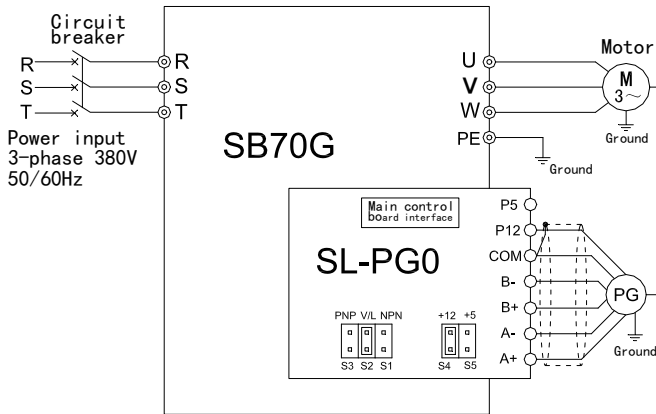 Circuit
breaker
R
S
T
Power input
3-phase 380V
50/60Hz
R
S
T
SB70G
U
V
W
PE
Ground
Motor
M
3～
Ground
Main control
board interface
SL-PG0
P5
P12
COM
B-
B+
A-
A+
PG
Ground
PNP V/L NPN
S3 S2 S1
+12 +5
S4 S5